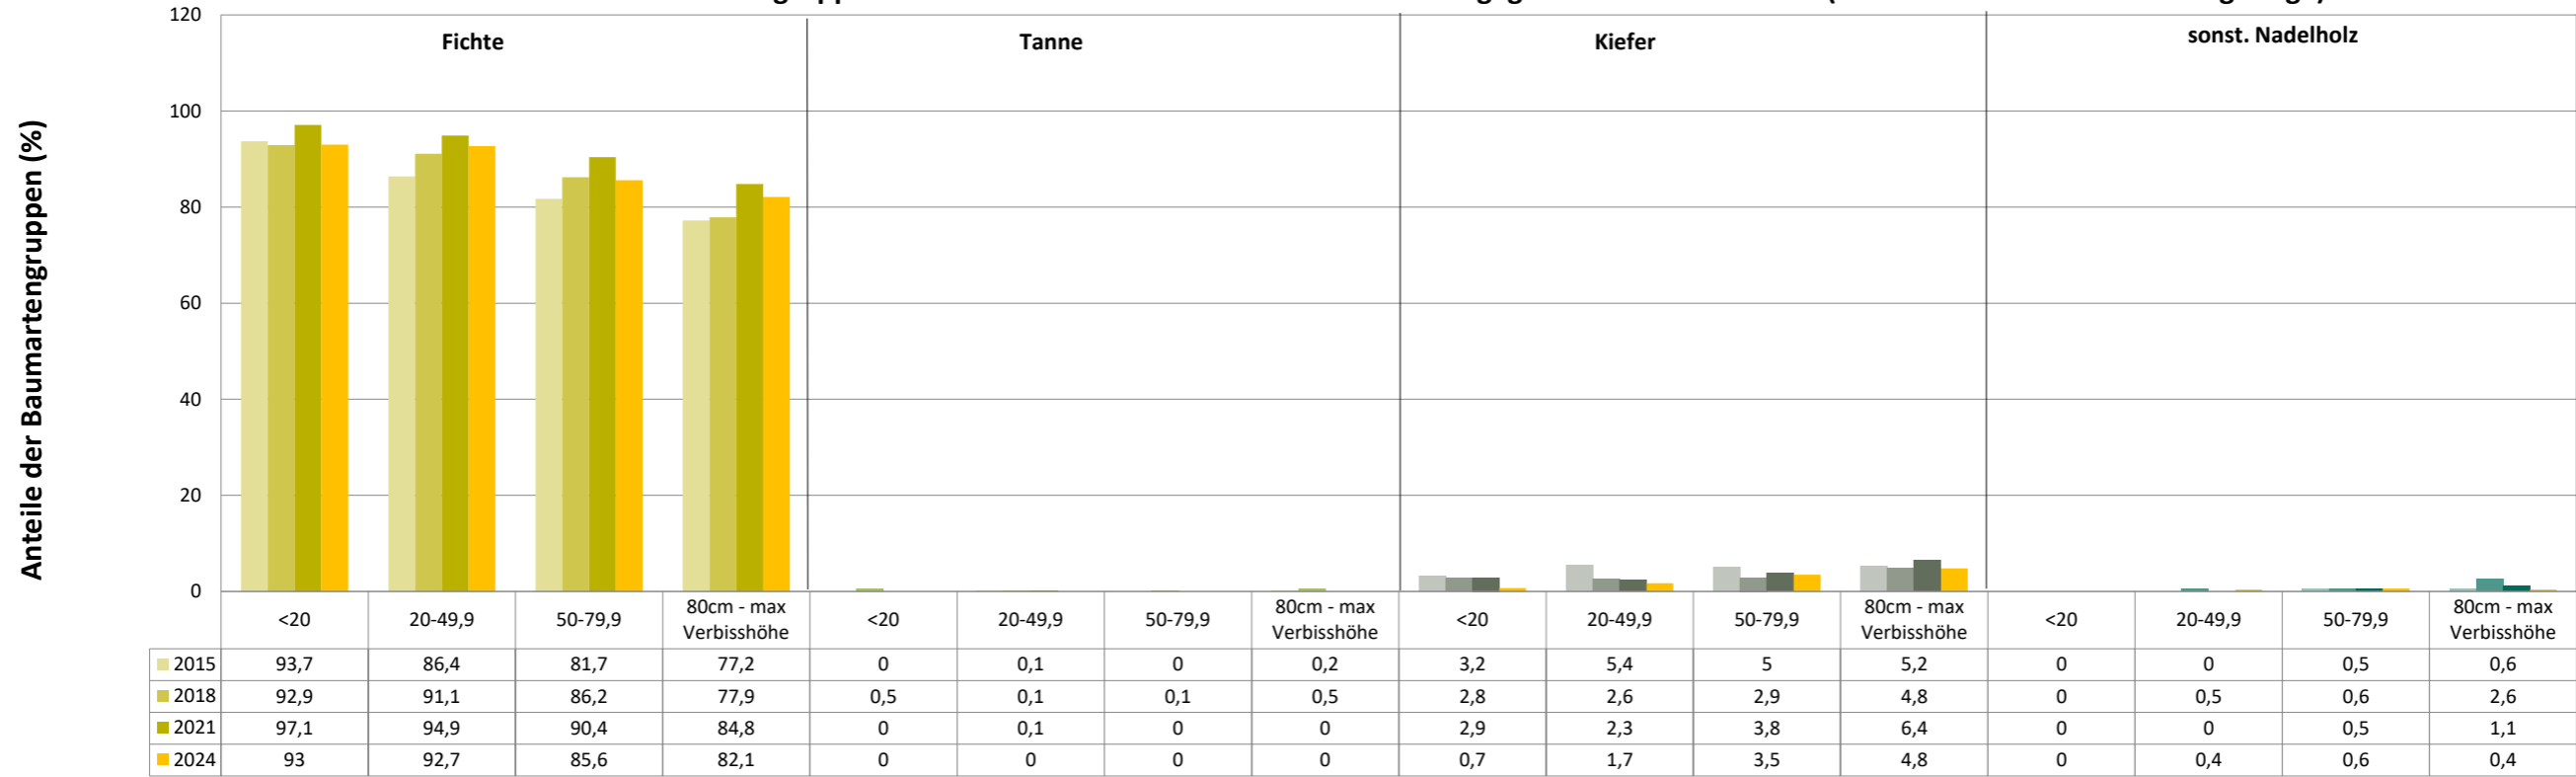 120
Fichte
Tanne
Kiefer
sonst. Nadelholz
100
80
60
40
20
0
Anteile der Baumartengruppen (%)
<20 20-49,9 50-79,9 80cm - max Verbisshöhe <20 20-49,9 50-79,9 80cm - max Verbisshöhe <20 20-49,9 50-79,9 80cm - max Verbisshöhe <20 20-49,9 50-79,9 80cm - max Verbisshöhe
2015 93,7 86,4 81,7 77,2 0 0,1 0 0,2 3,2 5,4 5 5,2 0 0 0,5 0,6
2018 92,9 91,1 86,2 77,9 0,5 0,1 0,1 0,5 2,8 2,6 2,9 4,8 0 0,5 0,6 2,6
2021 97,1 94,9 90,4 84,8 0 0,1 0 0 2,9 2,3 3,8 6,4 0 0 0,5 1,1
2024 93 92,7 85,6 82,1 0 0 0 0 0,7 1,7 3,5 4,8 0 0,4 0,6 0,4